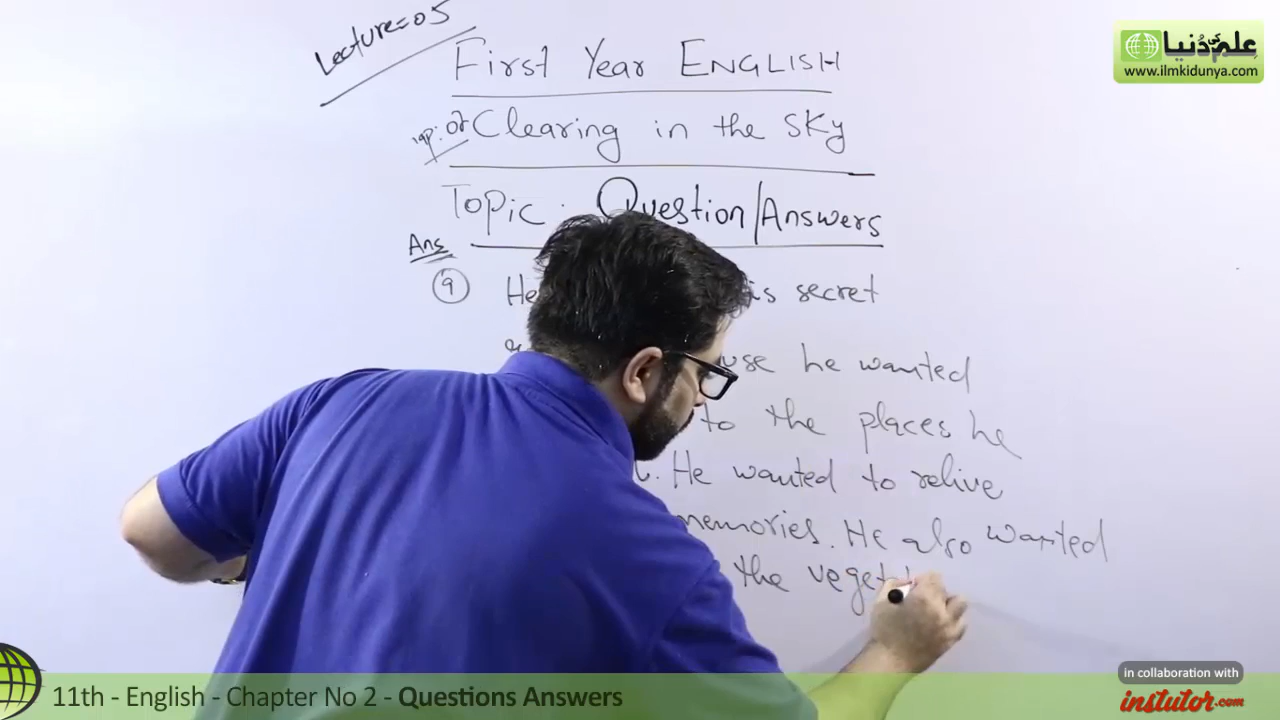 Lecture=05
علم کی دنیا
www.ilmkidunya.com
First Year ENGLISH
Clearing in the Sky
Topic: Question/Answers
Ans
9 He is secret
he wanted
to the places he
. He wanted to relive
memories. He also wanted
the veget
in collaboration with
instutor.com
11th - English - Chapter No 2 - Questions Answers